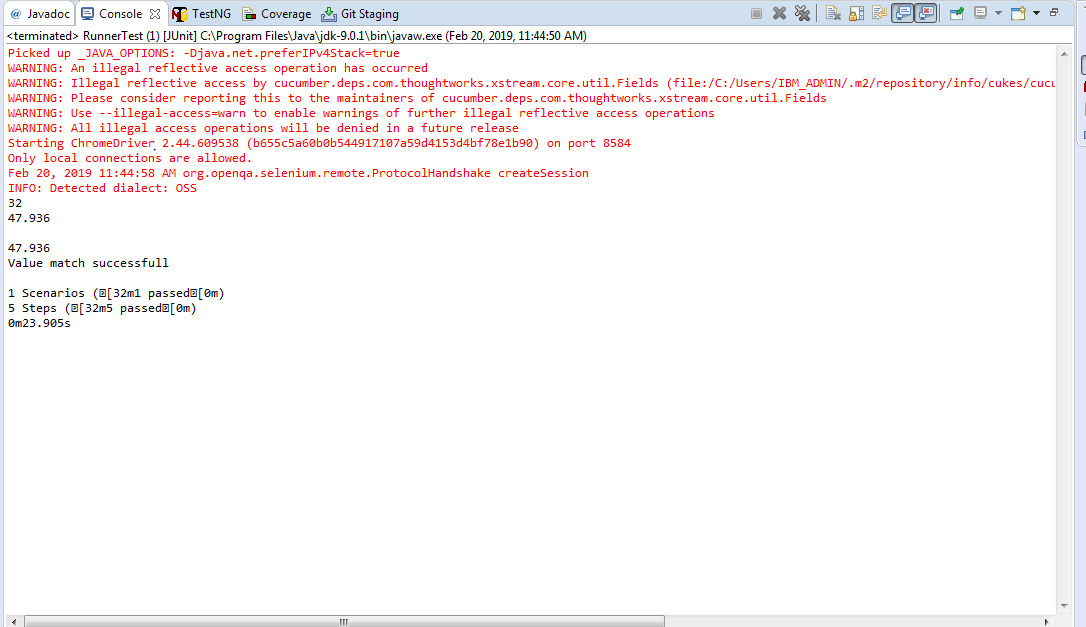 @ Javadoc Console TestNG Coverage Git Staging
<terminated> RunnerTest (1) [JUnit] C:\Program Files\Java\jdk-9.0.1\bin\javaw.exe (Feb 20, 2019, 11:44:50 AM)
Picked up _JAVA_OPTIONS: -Djava.net.preferIPv4Stack=true
WARNING: An illegal reflective access operation has occurred
WARNING: Illegal reflective access by cucumber.deps.com.thoughtworks.xstream.core.util.Fields (file:/C:/Users/IBM_ADMIN/.m2/repository/info/cukes/cucu
WARNING: Please consider reporting this to the maintainers of cucumber.deps.com.thoughtworks.xstream.core.util.Fields
WARNING: Use --illegal-access=warn to enable warnings of further illegal reflective access operations
WARNING: All illegal access operations will be denied in a future release
Starting ChromeDriver 2.44.609538 (b655c5a60b0b544917107a59d4153d4bf78e1b90) on port 8584
Only local connections are allowed.
Feb 20, 2019 11:44:58 AM org.openqa.selenium.remote.ProtocolHandshake createSession
INFO: Detected dialect: OSS
32
47.936
47.936
Value match successfull
1 Scenarios ([32m1 passed[0m)
5 Steps ([32m5 passed[0m)
0m23.905s